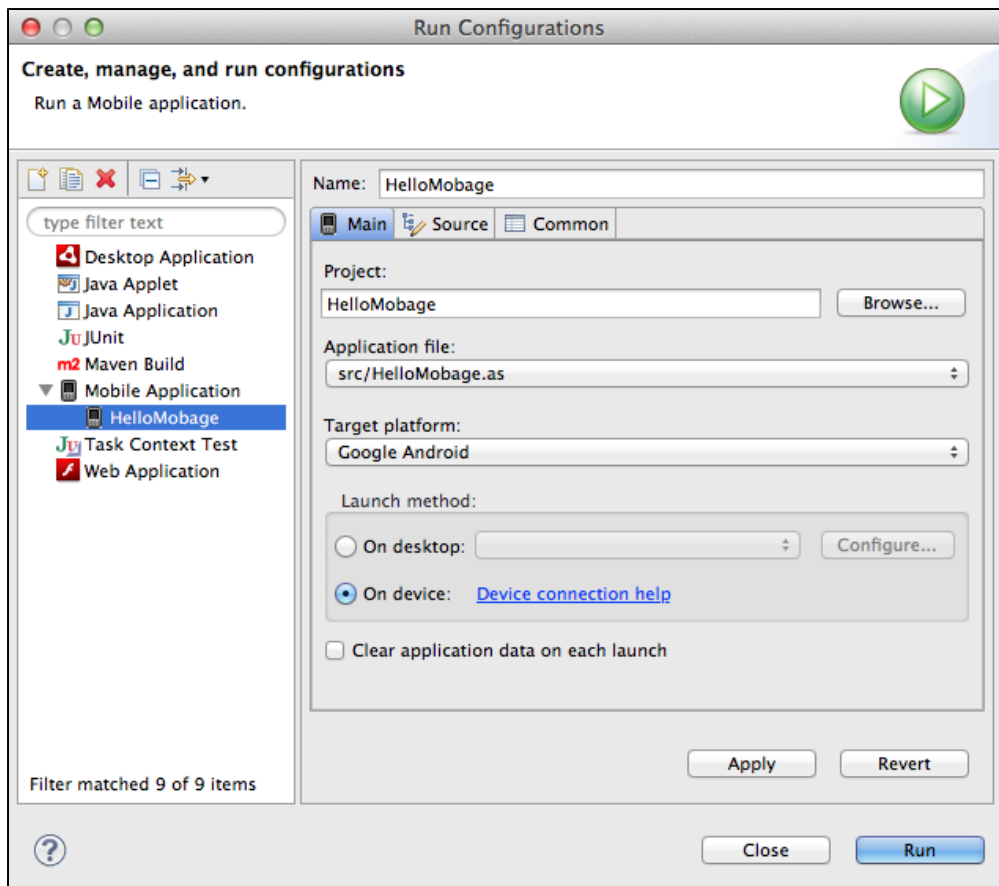 Run Configurations
Create, manage, and run configurations
Run a Mobile application.
type filter text
Desktop Application
Java Applet
Java Application
Ju JUnit
m2 Maven Build
Mobile Application
HelloMobage
Ju Task Context Test
Web Application
Filter matched 9 of 9 items
Name: HelloMobage
Main Source Common
Project:
HelloMobage Browse...
Application file:
src/HelloMobage.as
Target platform:
Google Android
Launch method:
On desktop: Configure...
On device: Device connection help
Clear application data on each launch
Apply Revert
? Close Run